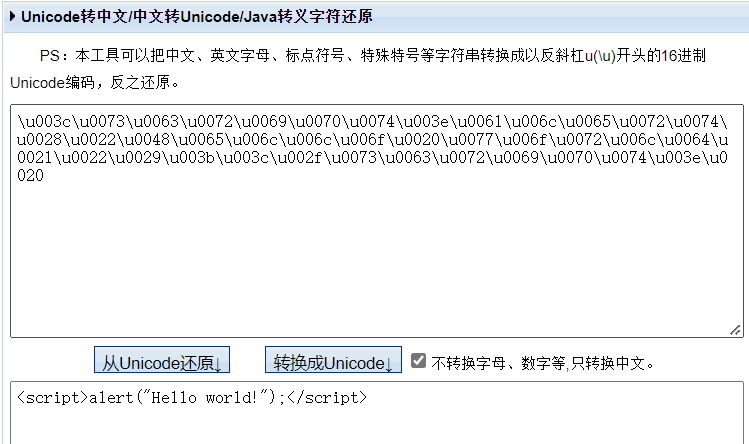 Unicode转中文/中文转Unicode/Java转义字符还原
PS：本工具可以把中文、英文字母、标点符号、特殊特号等字符串转换成以反斜杠u(\u)开头的16进制
Unicode编码，反之还原。
\u003c\u0073\u0063\u0072\u0069\u0070\u0074\u003e\u0061\u006c\u0065\u0072\u0074\
u0028\u0022\u0048\u0065\u006c\u006c\u006f\u0020\u0077\u006f\u0072\u006c\u0064\u
0021\u0022\u0029\u003b\u003c\u002f\u0073\u0063\u0072\u0069\u0070\u0074\u003e\u0
020
从Unicode还原↓ 转换成Unicode↓ 不转换字母、数字等,只转换中文。
<script>alert("Hello world!");</script>